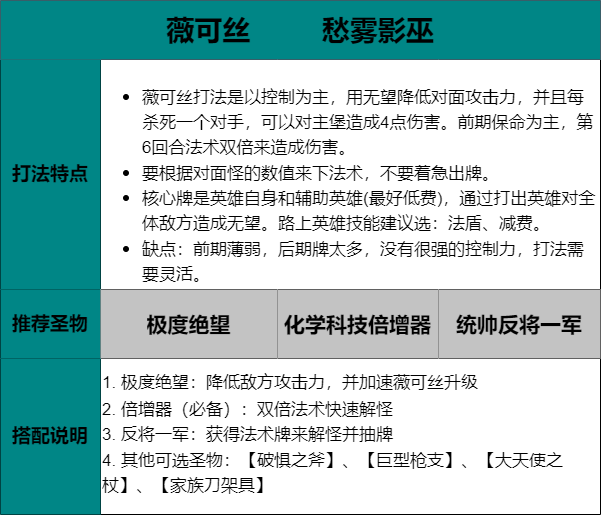 薇可丝 愁雾影巫
打法特点
• 薇可丝打法是以控制为主，用无望降低对面攻击力，并且每
杀死一个对手，可以对主堡造成4点伤害。前期保命为主，第
6回合法术双倍来造成伤害。
• 要根据对面怪的数值来下法术，不要着急出牌。
• 核心牌是英雄自身和辅助英雄(最好低费)，通过打出英雄对全
体敌方造成无望。路上英雄技能建议选：法盾、减费。
• 缺点：前期薄弱，后期牌太多，没有很强的控制力，打法需
要灵活。
推荐圣物 极度绝望 化学科技倍增器 统帅反将一军
搭配说明
1. 极度绝望：降低敌方攻击力，并加速薇可丝升级
2. 倍增器（必备）：双倍法术快速解怪
3. 反将一军：获得法术牌来解怪并抽牌
4. 其他可选圣物：【破惧之斧】、【巨型枪支】、【大天使之
杖】、【家族刀架具】